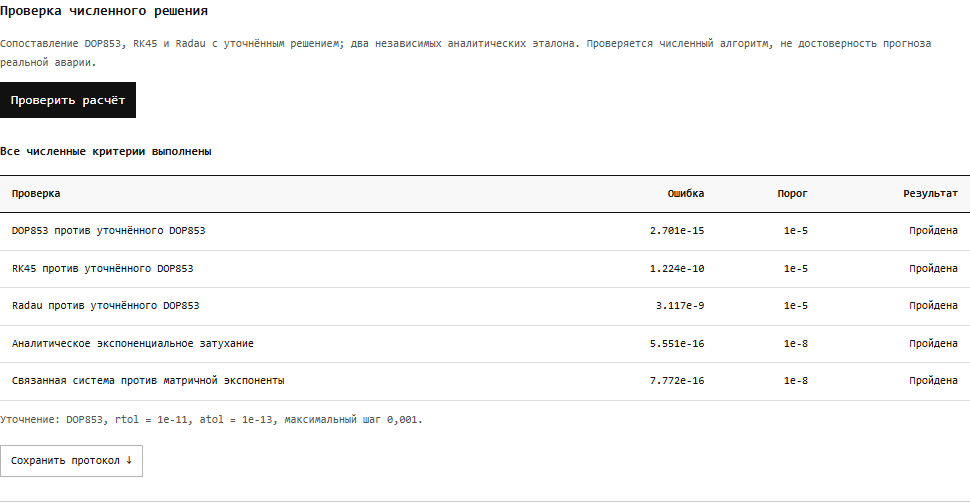 Проверка численного решения
Сопоставление DOP853, RK45 и Radau с уточнённым решением; два независимых аналитических эталона. Проверяется численный алгоритм, не достоверность прогноза
реальной аварии.
Проверить расчёт
Все численные критерии выполнены
Проверка Ошибка Порог Результат
DOP853 против уточнённого DOP853 2.701e-15 1e-5 Пройдена
RK45 против уточнённого DOP853 1.224e-10 1e-5 Пройдена
Radau против уточнённого DOP853 3.117e-9 1e-5 Пройдена
Аналитическое экспоненциальное затухание 5.551e-16 1e-8 Пройдена
Связанная система против матричной экспоненты 7.772e-16 1e-8 Пройдена
Уточнение: DOP853, rtol = 1e-11, atol = 1e-13, максимальный шаг 0,001.
Сохранить протокол ↓